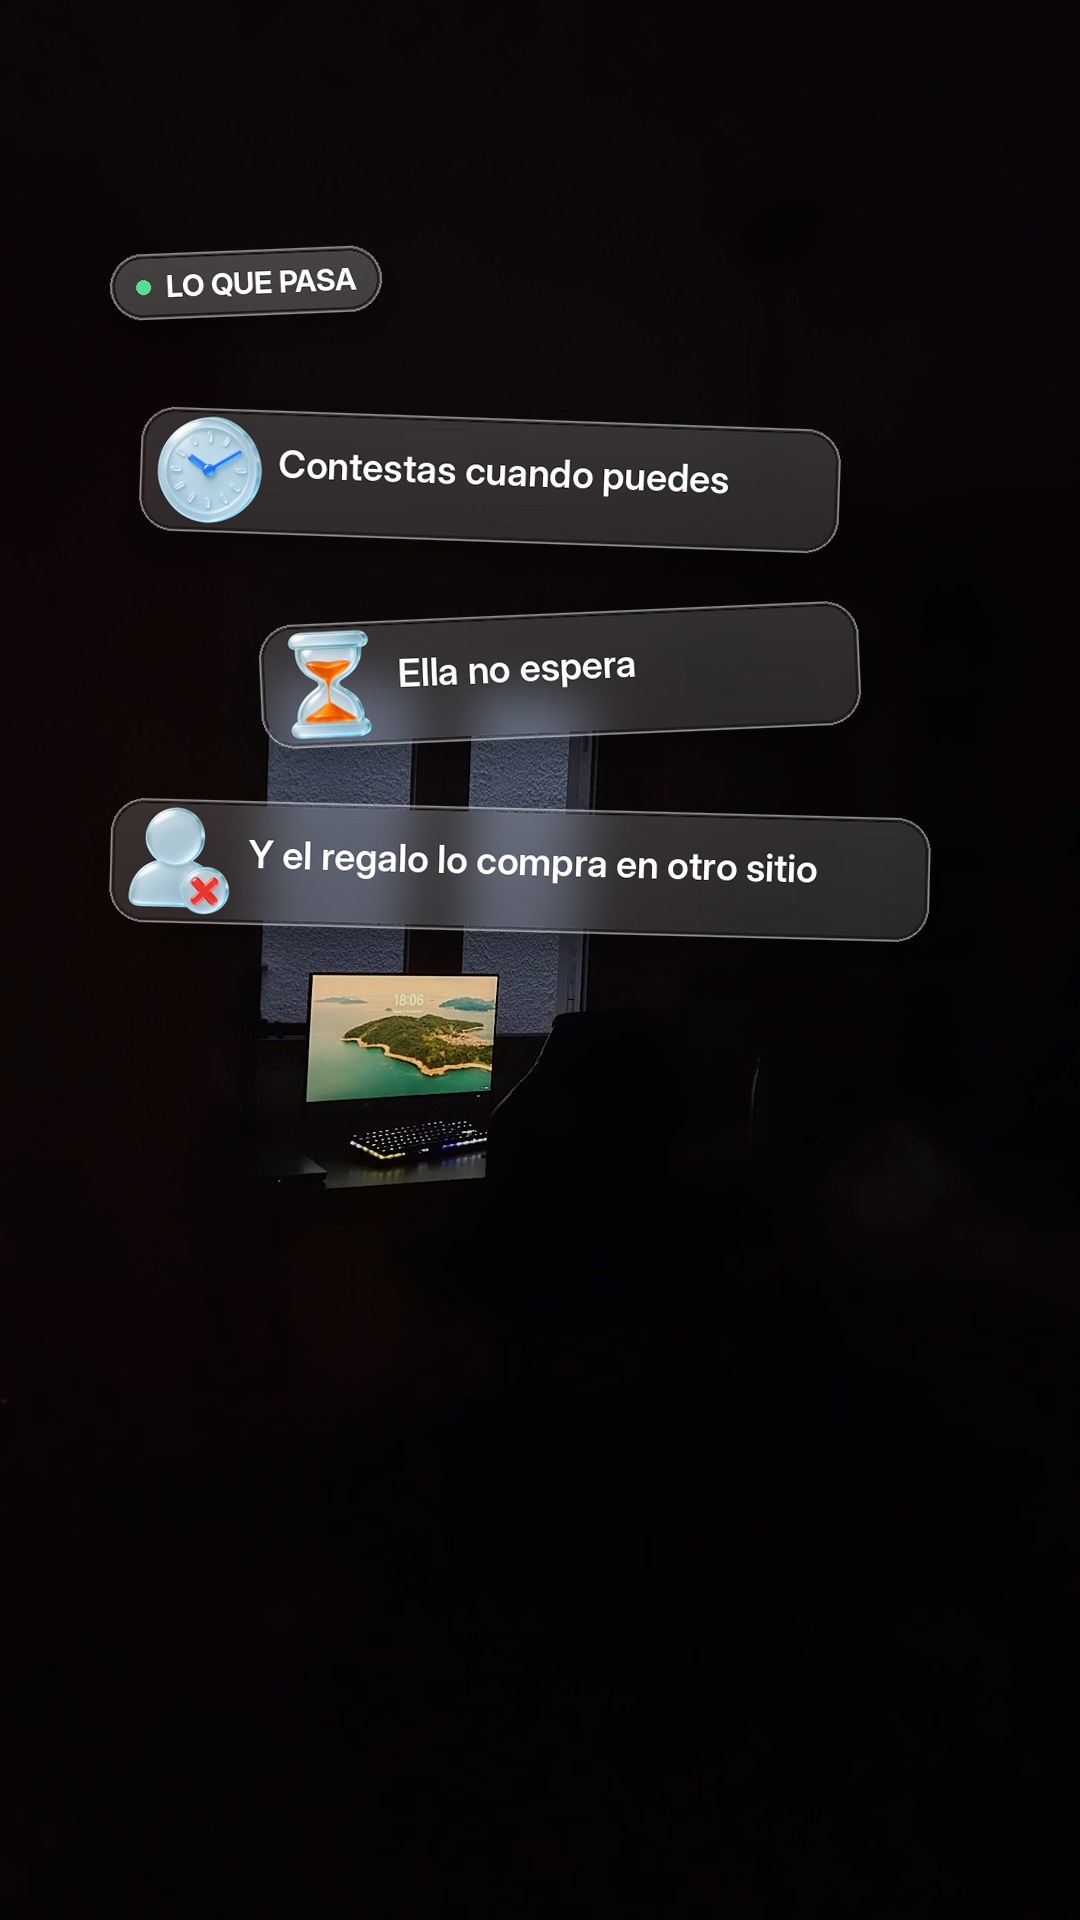 LO QUE PASA
Contestas cuando puedes
Ella no espera
Y el regalo lo compra en otro sitio
18:06